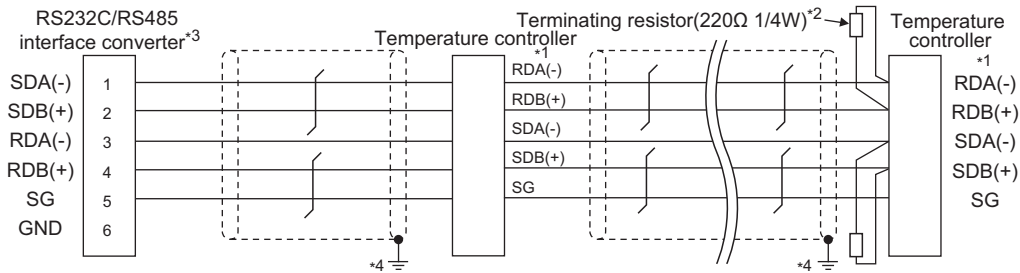 RS232C/RS485
interface converter*3
SDA(-) 1
SDB(+) 2
RDA(-) 3
RDB(+) 4
SG 5
GND 6
Temperature controller
*1
RDA(-)
RDB(+)
SDA(-)
SDB(+)
SG
*4
Terminating resistor(220Ω 1/4W)*2
*4
Temperature
controller
*1
RDA(-)
RDB(+)
SDA(-)
SDB(+)
SG